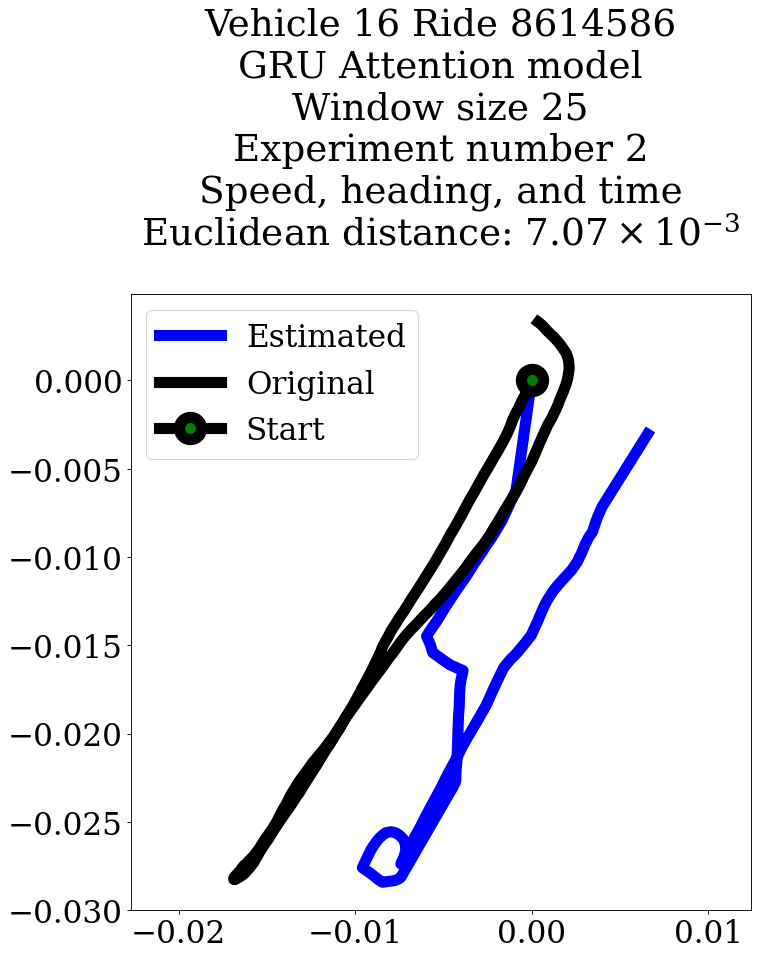 Vehicle 16 Ride 8614586
GRU Attention model
Window size 25
Experiment number 2
Speed, heading, and time
Euclidean distance: 7.07 × 10⁻³
Estimated
Original
Start
0.000
−0.005
−0.010
−0.015
−0.020
−0.025
−0.030
−0.02 −0.01 0.00 0.01